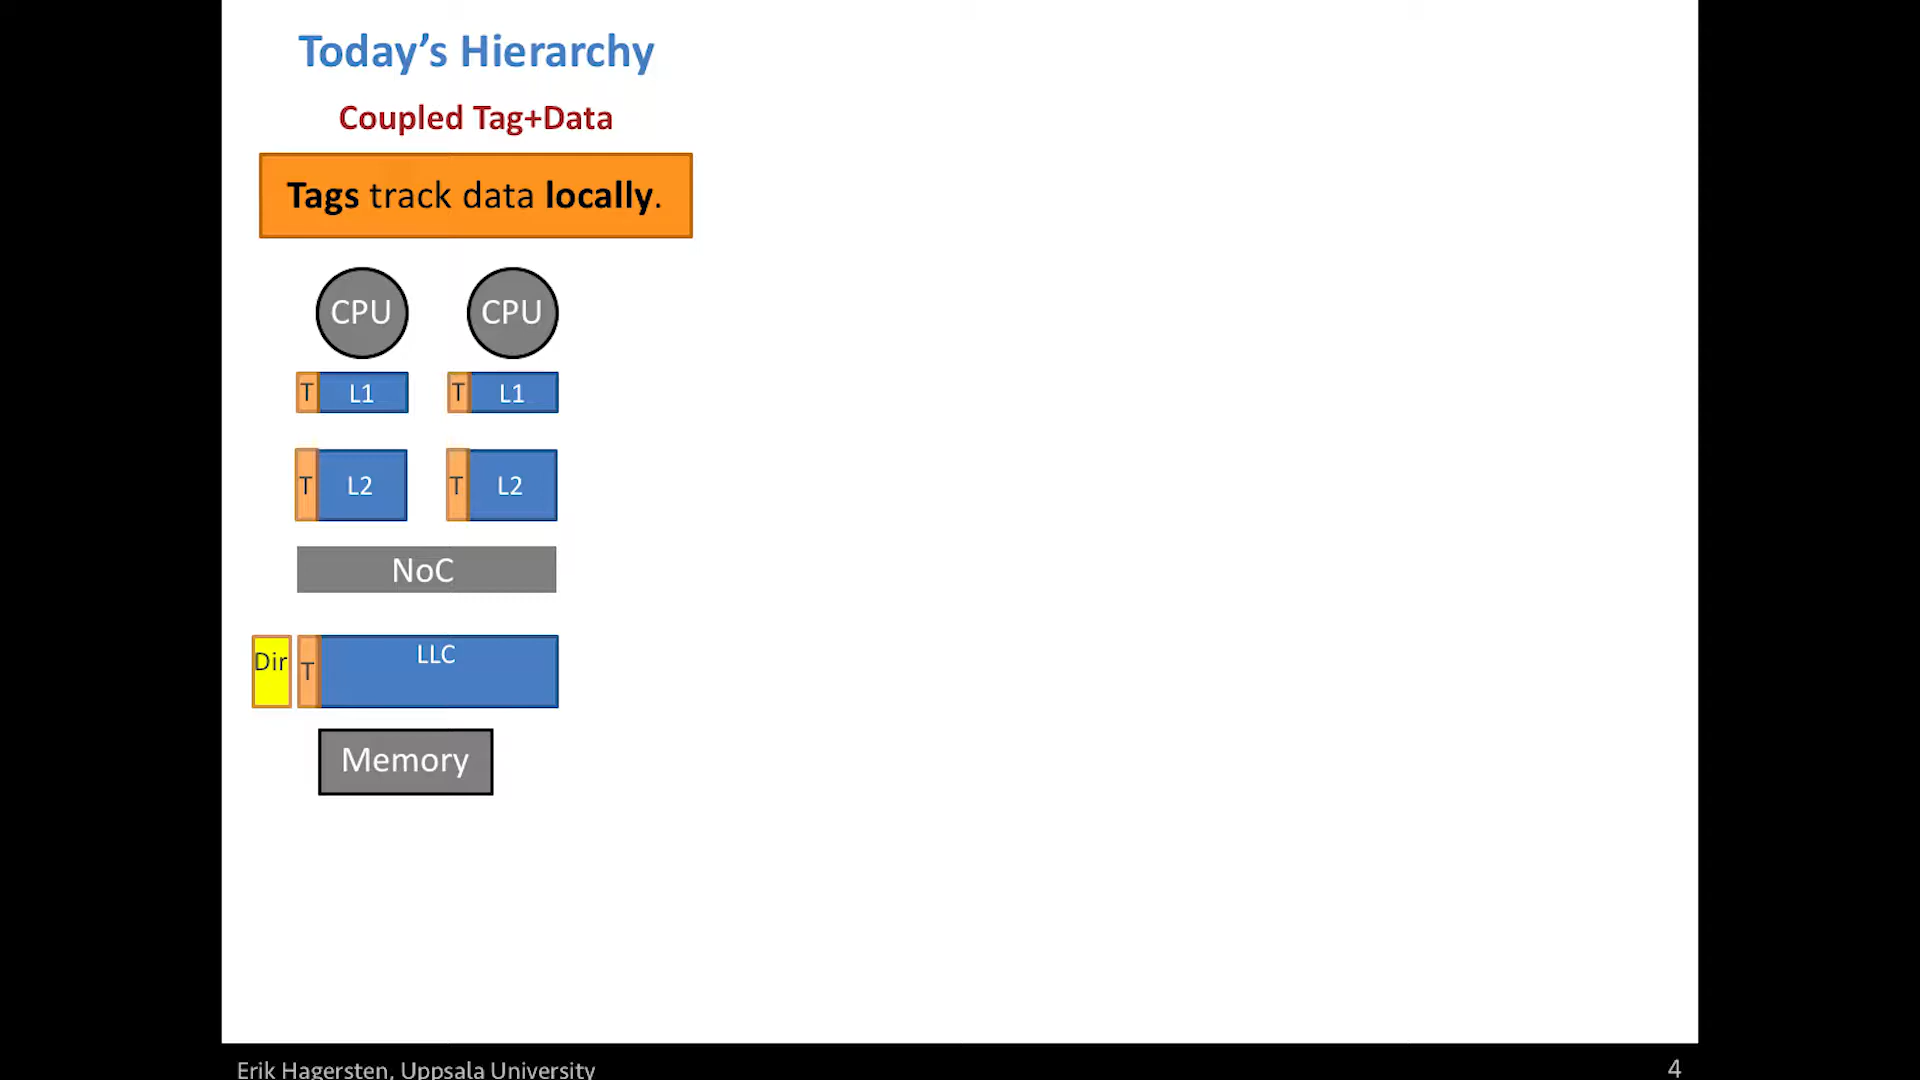 Today's Hierarchy
Coupled Tag+Data
Tags track data locally.
CPU CPU
T L1 T L1
T L2 T L2
NoC
Dir T LLC
Memory
Erik Hagersten, Uppsala University 4